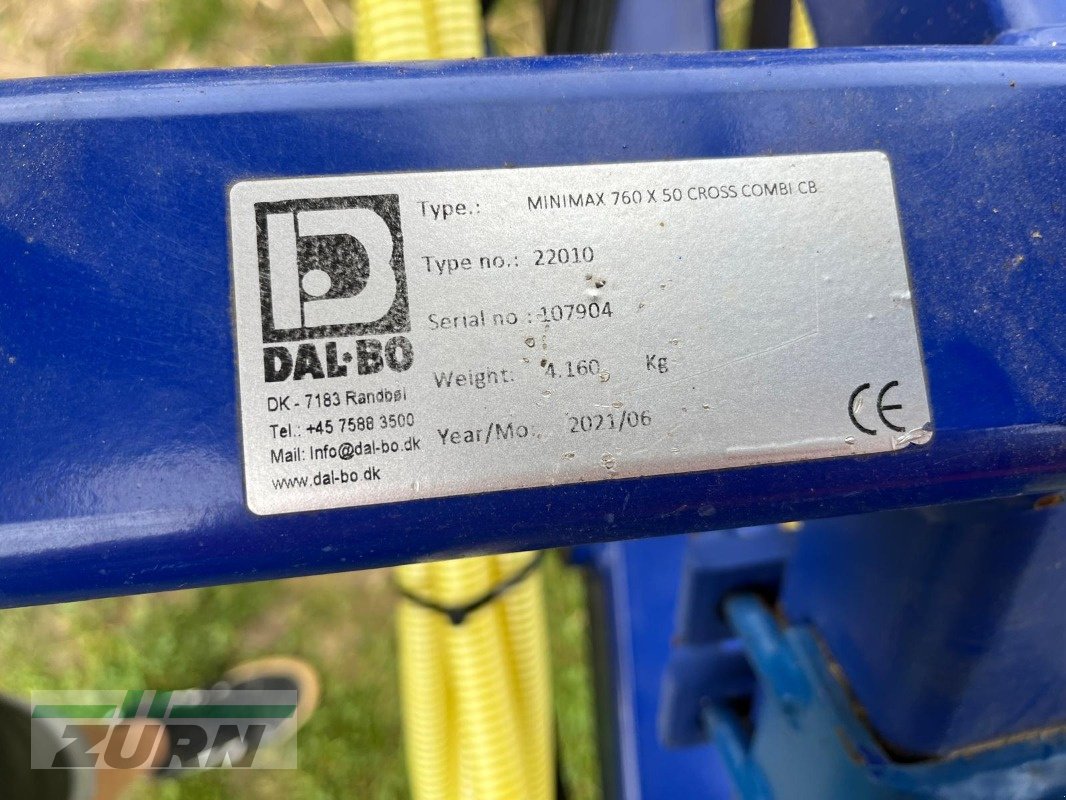 DAL·BO
DK - 7183 Randbøl
Tel.: +45 7588 3500
Mail: Info@dal-bo.dk
www.dal-bo.dk
Type.: MINIMAX 760 X 50 CROSS COMBI CB
Type no.: 22010
Serial no : 107904
Weight: 4.160 Kg
Year/Mo: 2021/06
CE
ZÜRN